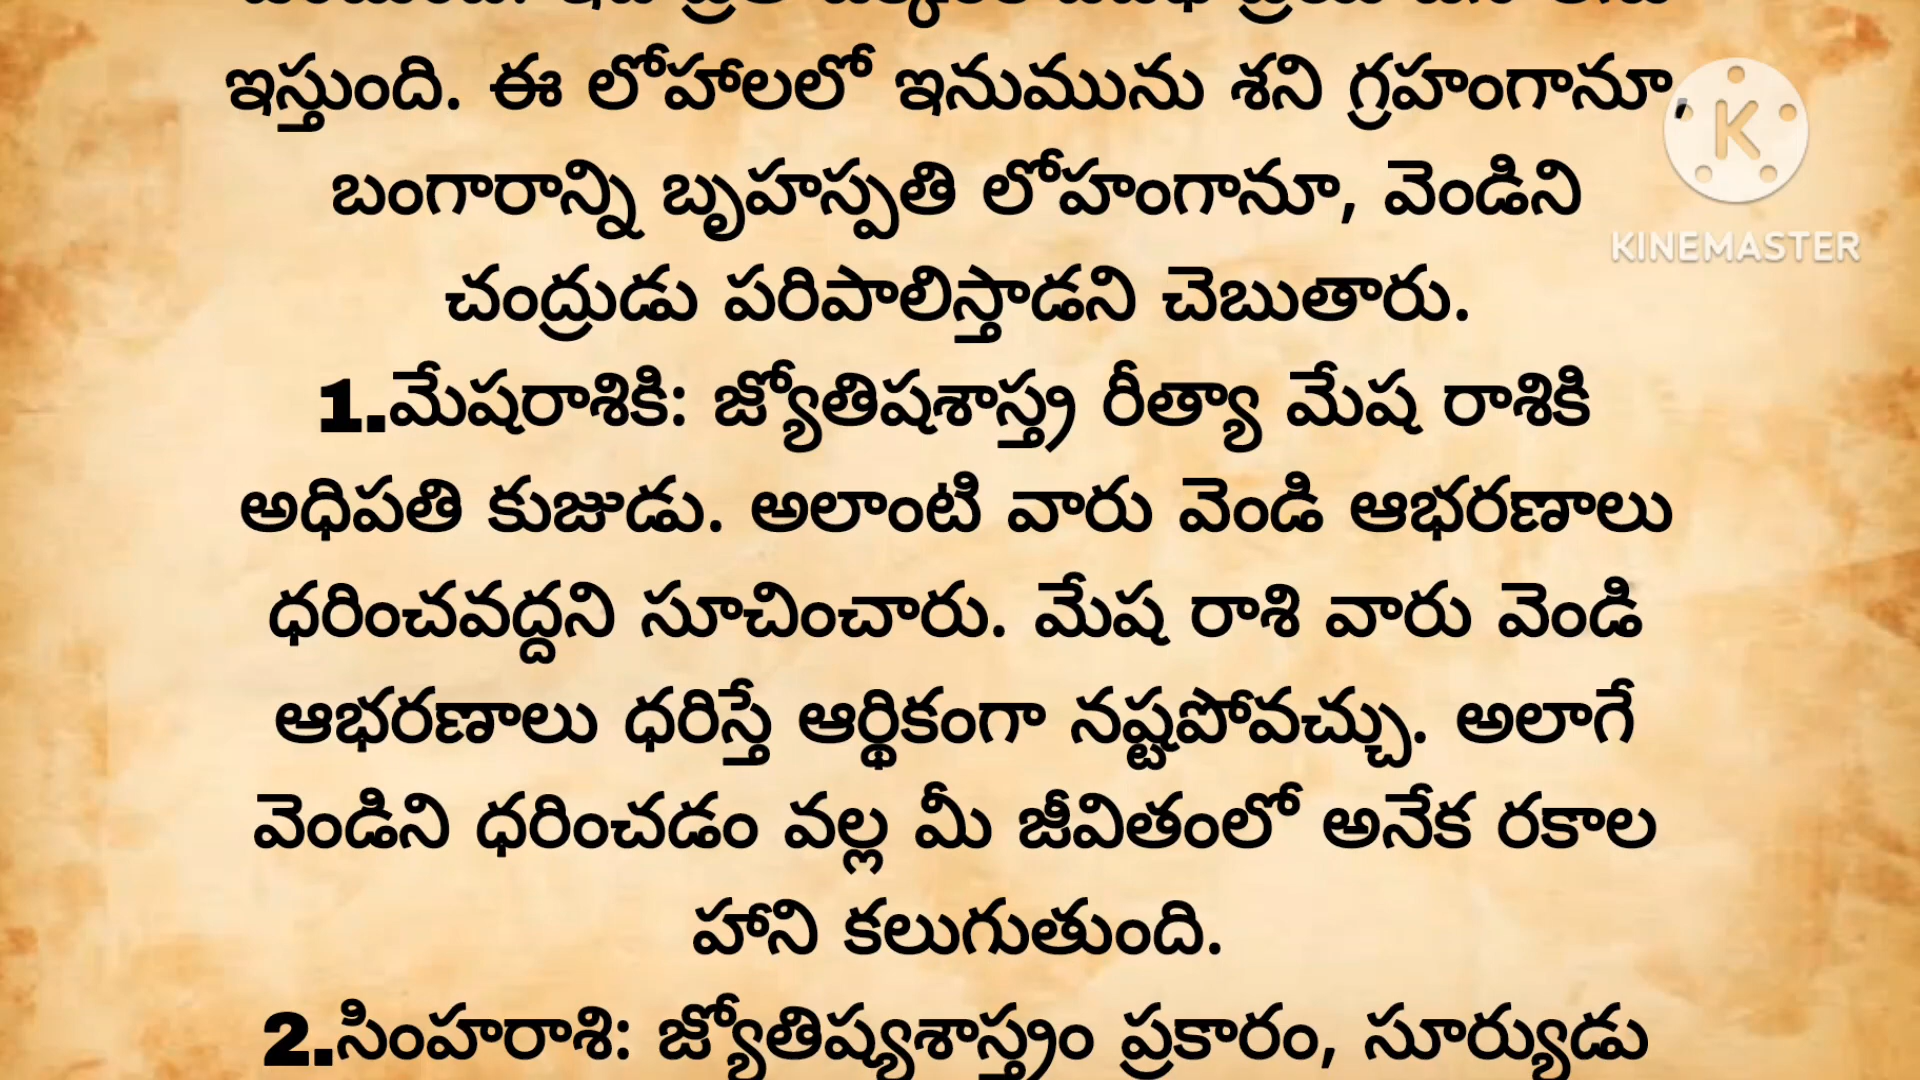 ఇస్తుంది. ఈ లోహాలలో ఇనుమును శని గ్రహంగానూ,
బంగారాన్ని బృహస్పతి లోహంగానూ, వెండిని
చంద్రుడు పరిపాలిస్తాడని చెబుతారు.
1.మేషరాశికి: జ్యోతిషశాస్త్ర రీత్యా మేష రాశికి
అధిపతి కుజుడు. అలాంటి వారు వెండి ఆభరణాలు
ధరించవద్దని సూచించారు. మేష రాశి వారు వెండి
ఆభరణాలు ధరిస్తే ఆర్థికంగా నష్టపోవచ్చు. అలాగే
వెండిని ధరించడం వల్ల మీ జీవితంలో అనేక రకాల
హాని కలుగుతుంది.
2.సింహరాశి: జ్యోతిష్యశాస్త్రం ప్రకారం, సూర్యుడు
K
KINEMASTER